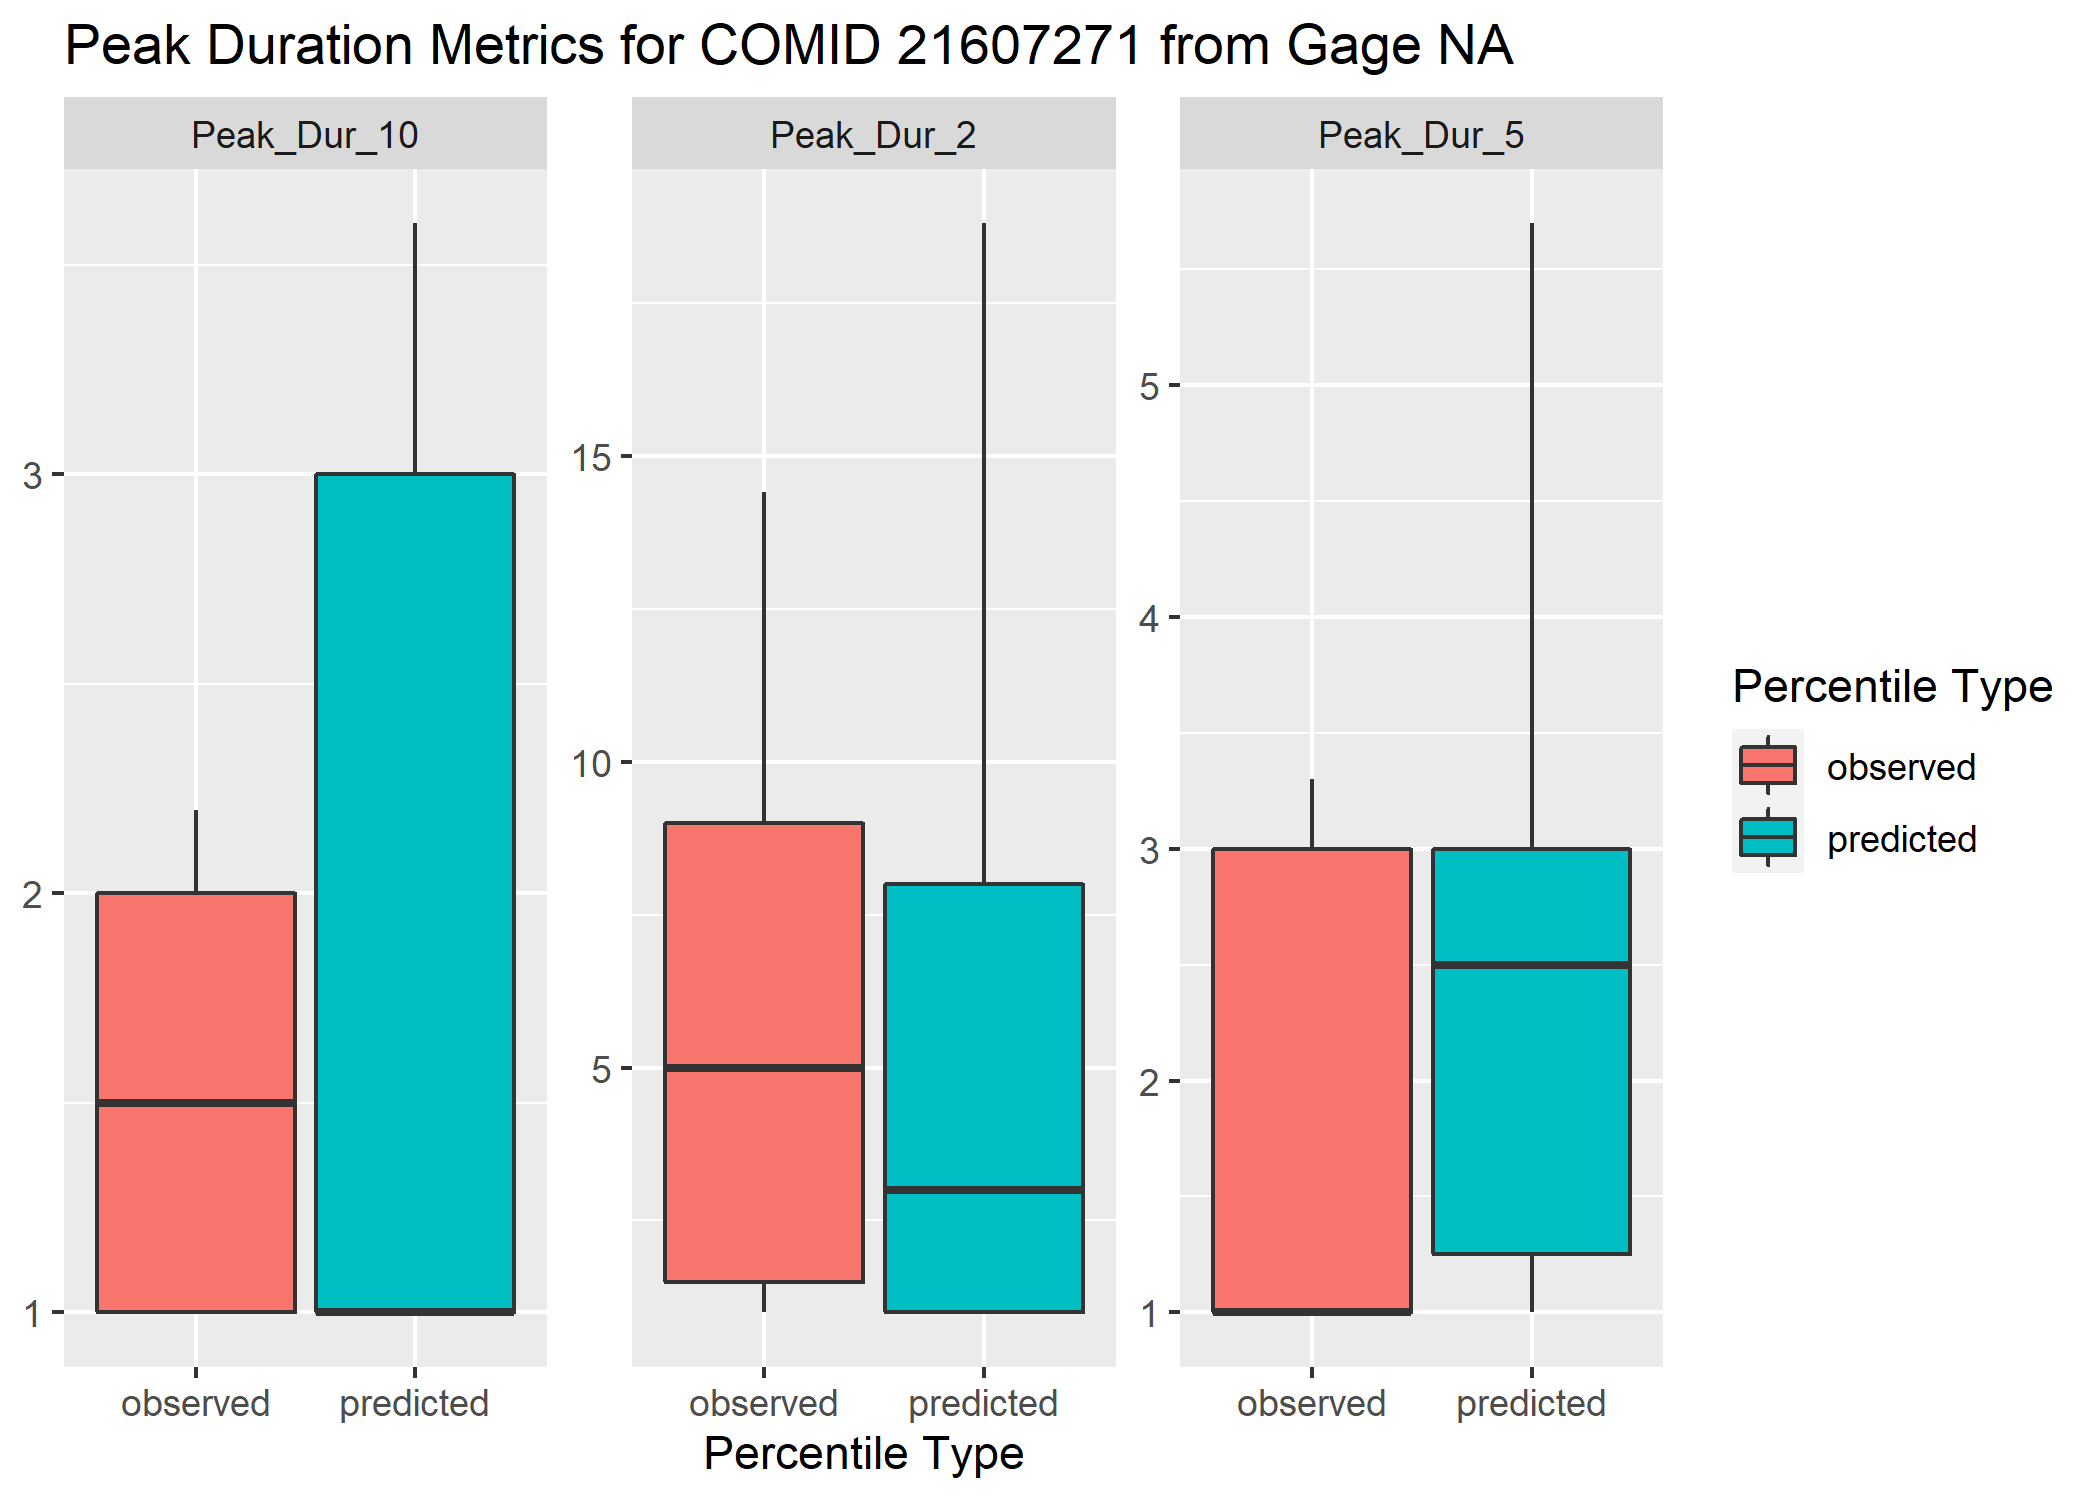 Peak Duration Metrics for COMID 21607271 from Gage NA
Peak_Dur_10
Peak_Dur_2
Peak_Dur_5
3
2
1
15
10
5
5
4
3
2
1
observed
predicted
observed
predicted
observed
predicted
Percentile Type
Percentile Type
observed
predicted